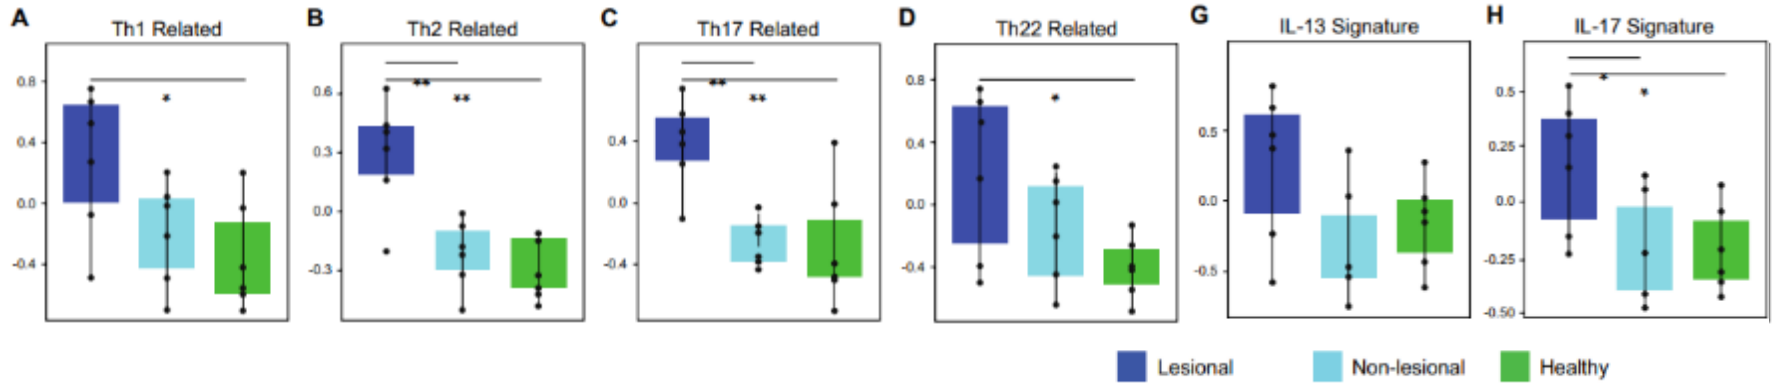 A
Th1 Related
0.8
0.4
0.0
-0.4
*
B
Th2 Related
0.6
0.3
0.0
-0.3
**
**
C
Th17 Related
0.4
0.0
-0.4
**
**
D
Th22 Related
0.8
0.4
0.0
-0.4
*
G
IL-13 Signature
0.5
0.0
-0.5
H
IL-17 Signature
0.5
0.25
0.0
-0.25
-0.50
*
*
Lesional
Non-lesional
Healthy